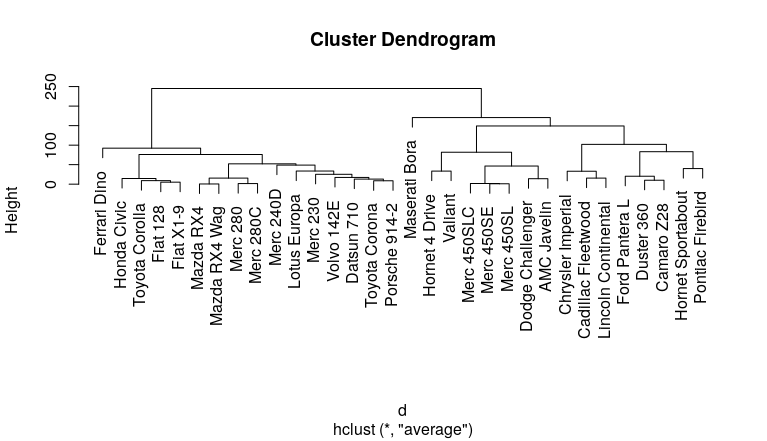 Cluster Dendrogram
Height
250
100
0
Ferrari Dino
Honda Civic
Toyota Corolla
Fiat 128
Fiat X1-9
Mazda RX4
Mazda RX4 Wag
Merc 280
Merc 280C
Merc 240D
Lotus Europa
Merc 230
Volvo 142E
Datsun 710
Toyota Corona
Porsche 914-2
Maserati Bora
Hornet 4 Drive
Valiant
Merc 450SLC
Merc 450SE
Merc 450SL
Dodge Challenger
AMC Javelin
Chrysler Imperial
Cadillac Fleetwood
Lincoln Continental
Ford Pantera L
Duster 360
Camaro Z28
Hornet Sportabout
Pontiac Firebird
d
hclust (*, "average")